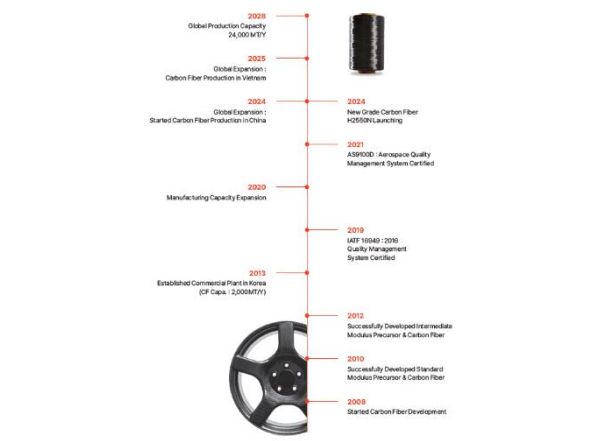 2028
Global Production Capacity
24,000 MT/Y
2025
Global Expansion :
Carbon Fiber Production in Vietnam
2024
Global Expansion :
Started Carbon Fiber Production in China
2024
New Grade Carbon Fiber
H2550N Launching
2021
AS9100D : Aerospace Quality
Management System Certified
2020
Manufacturing Capacity Expansion
2019
IATF 16949 : 2016
Quality Management
System Certified
2013
Established Commercial Plant in Korea
(CF Capa. : 2,000MT/Y)
2012
Successfully Developed Intermediate
Modulus Precursor & Carbon Fiber
2010
Successfully Developed Standard
Modulus Precursor & Carbon Fiber
2008
Started Carbon Fiber Development